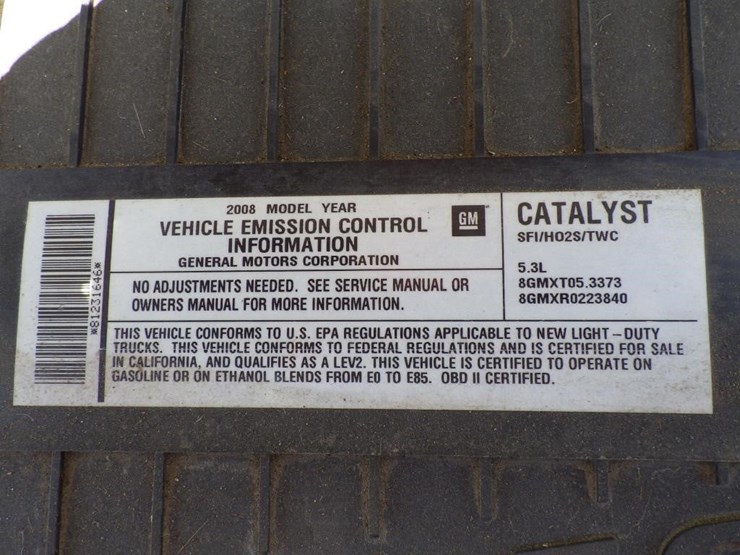 *81231646*
2008 MODEL YEAR
VEHICLE EMISSION CONTROL
INFORMATION
GENERAL MOTORS CORPORATION
GM
NO ADJUSTMENTS NEEDED. SEE SERVICE MANUAL OR
OWNERS MANUAL FOR MORE INFORMATION.
CATALYST
SFI/HO2S/TWC
5.3L
8GMXT05.3373
8GMXR0223840
THIS VEHICLE CONFORMS TO U.S. EPA REGULATIONS APPLICABLE TO NEW LIGHT-DUTY
TRUCKS. THIS VEHICLE CONFORMS TO FEDERAL REGULATIONS AND IS CERTIFIED FOR SALE
IN CALIFORNIA, AND QUALIFIES AS A LEV2. THIS VEHICLE IS CERTIFIED TO OPERATE ON
GASOLINE OR ON ETHANOL BLENDS FROM E0 TO E85. OBD II CERTIFIED.